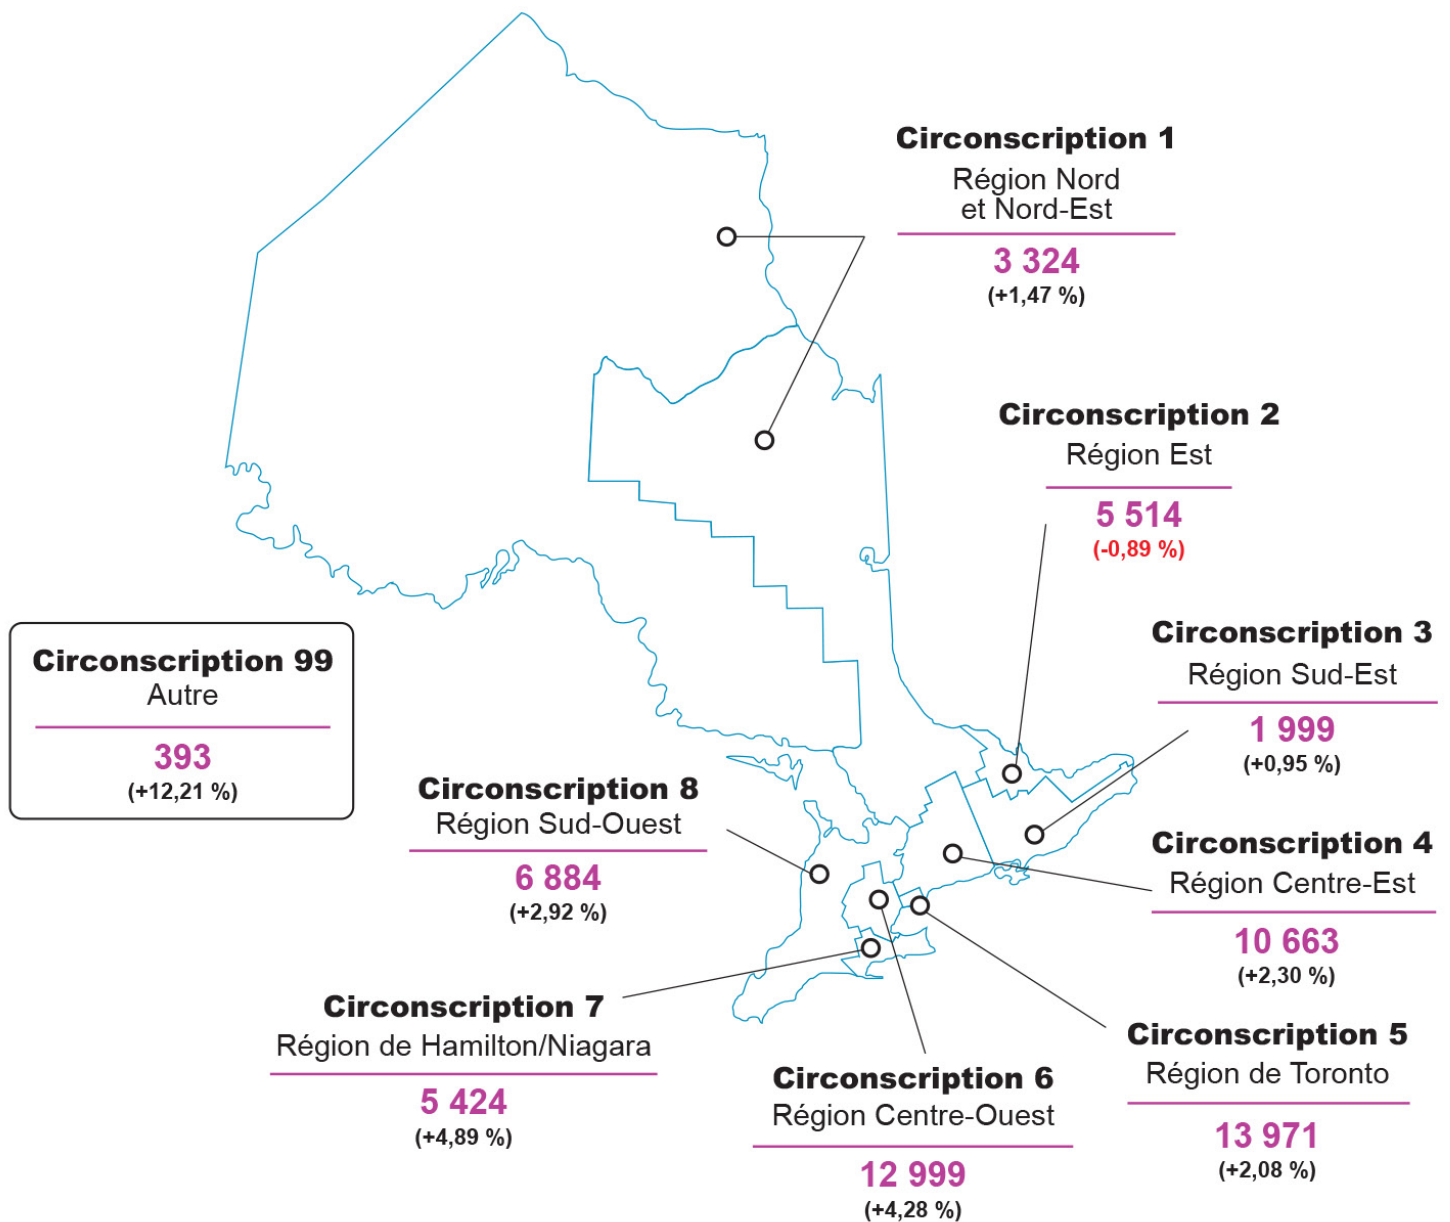 Circonscription 1
Région Nord
et Nord-Est
3 324
(+1,47 %)
Circonscription 2
Région Est
5 514
(-0,89 %)
Circonscription 3
Région Sud-Est
1 999
(+0,95 %)
Circonscription 99
Autre
393
(+12,21 %)
Circonscription 8
Région Sud-Ouest
6 884
(+2,92 %)
Circonscription 4
Région Centre-Est
10 663
(+2,30 %)
Circonscription 7
Région de Hamilton/Niagara
5 424
(+4,89 %)
Circonscription 6
Région Centre-Ouest
12 999
(+4,28 %)
Circonscription 5
Région de Toronto
13 971
(+2,08 %)